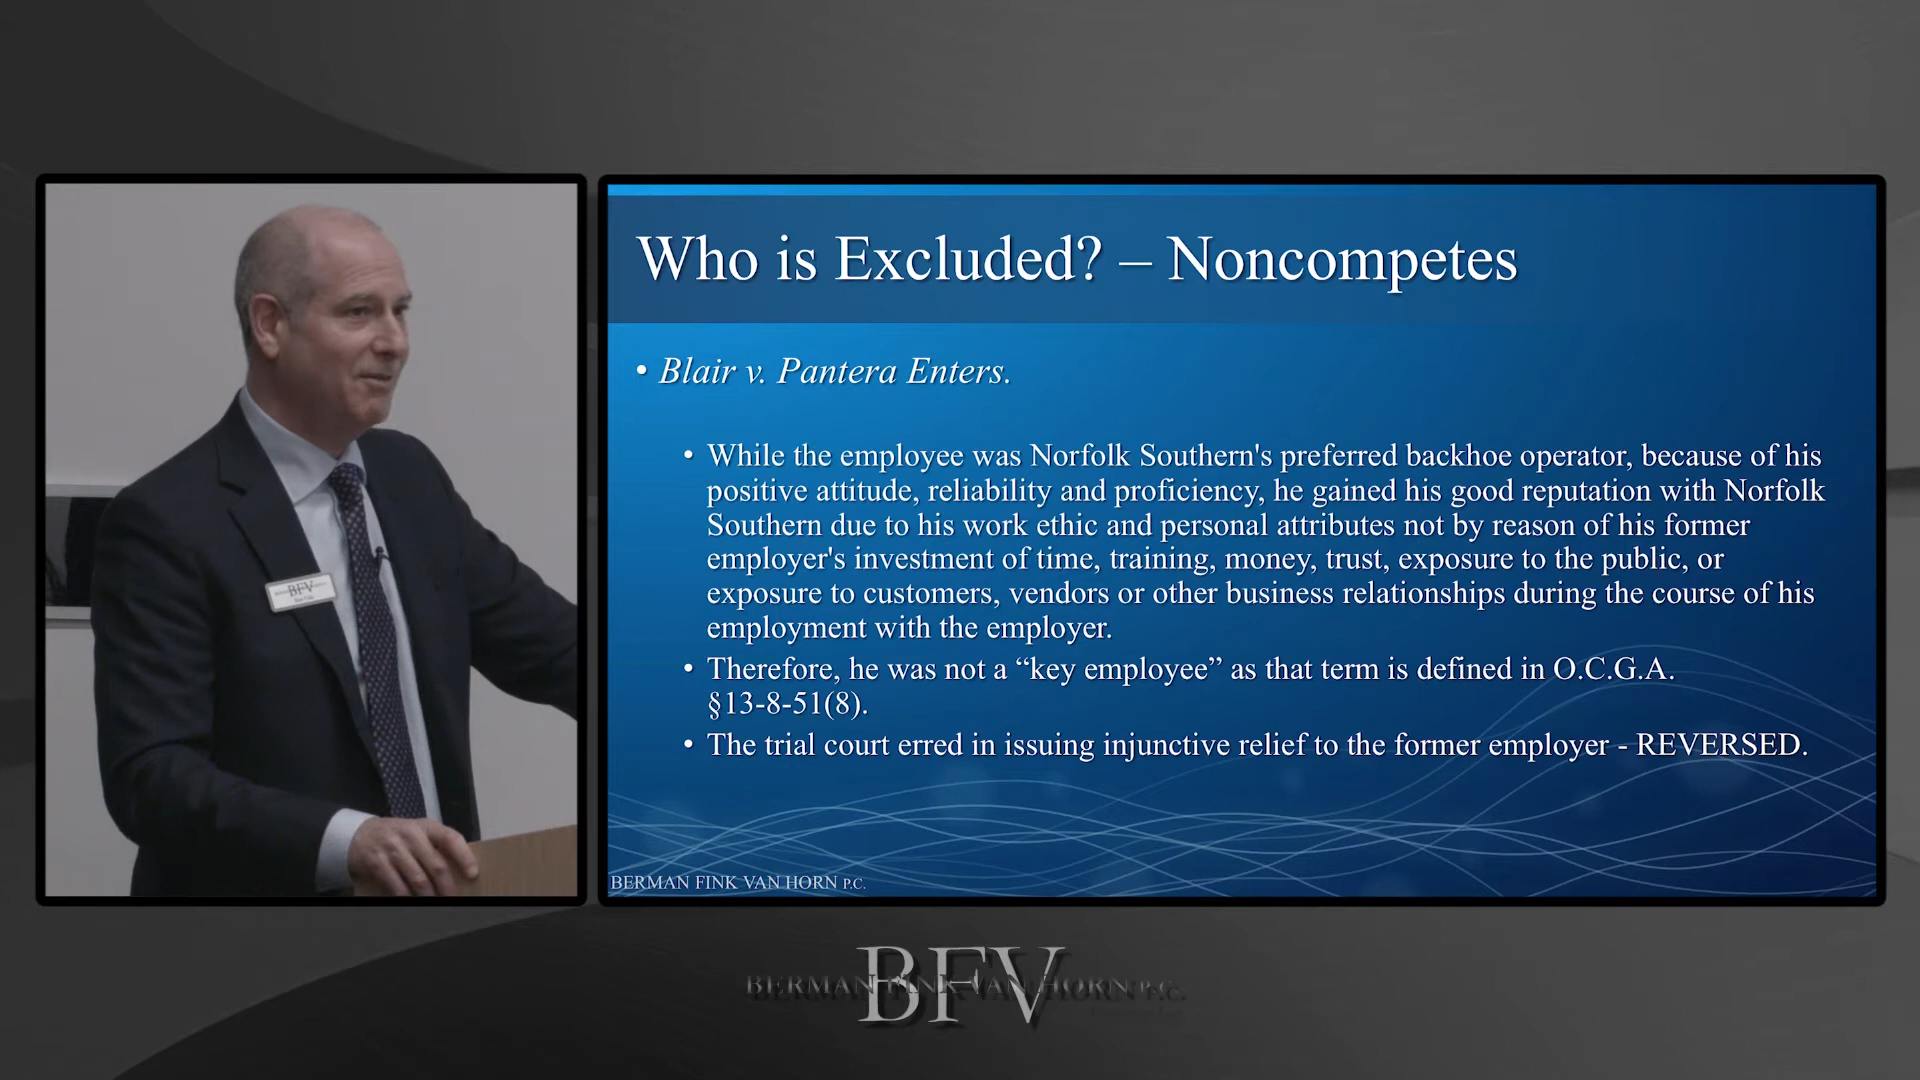 Who is Excluded? – Noncompetes
• Blair v. Pantera Enters.
• While the employee was Norfolk Southern's preferred backhoe operator, because of his
positive attitude, reliability and proficiency, he gained his good reputation with Norfolk
Southern due to his work ethic and personal attributes not by reason of his former
employer's investment of time, training, money, trust, exposure to the public, or
exposure to customers, vendors or other business relationships during the course of his
employment with the employer.
• Therefore, he was not a “key employee” as that term is defined in O.C.G.A.
§13-8-51(8).
• The trial court erred in issuing injunctive relief to the former employer - REVERSED.
BERMAN FINK VAN HORN P.C.
BFV
BFV
BERMAN FINK VAN HORN P.C.